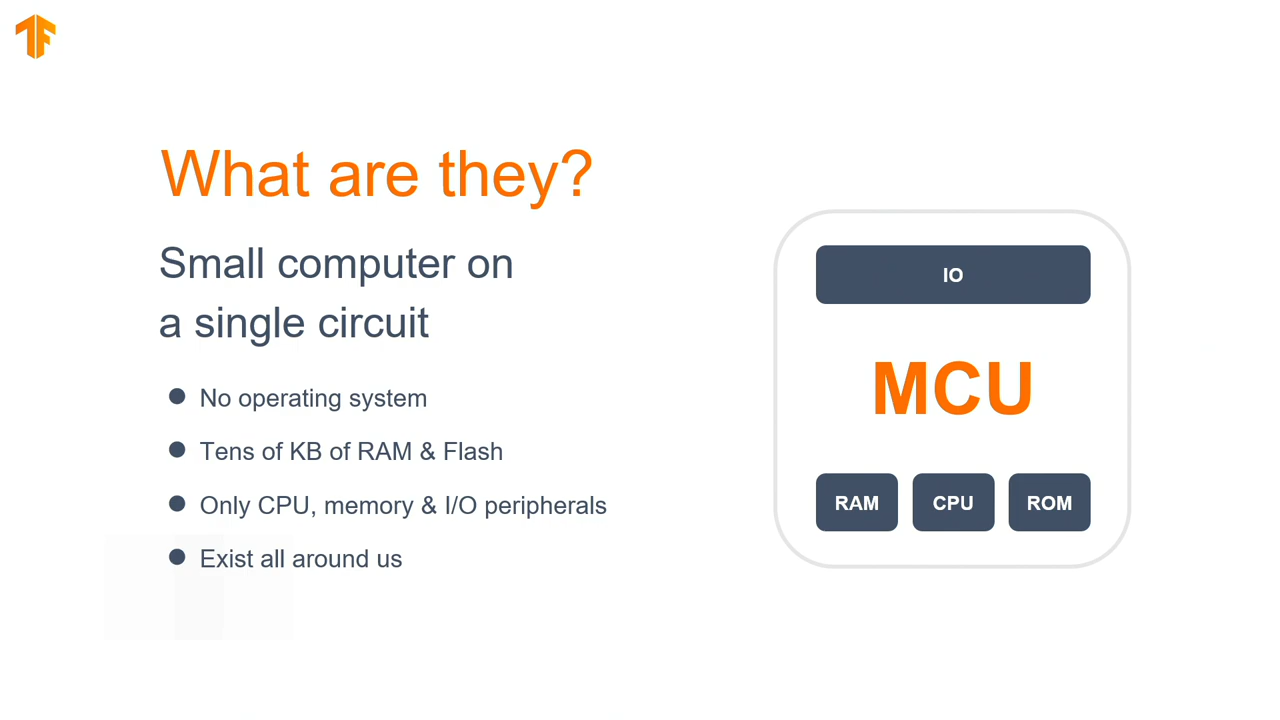 What are they?
Small computer on
a single circuit
No operating system
Tens of KB of RAM & Flash
Only CPU, memory & I/O peripherals
Exist all around us
IO
MCU
RAM CPU ROM